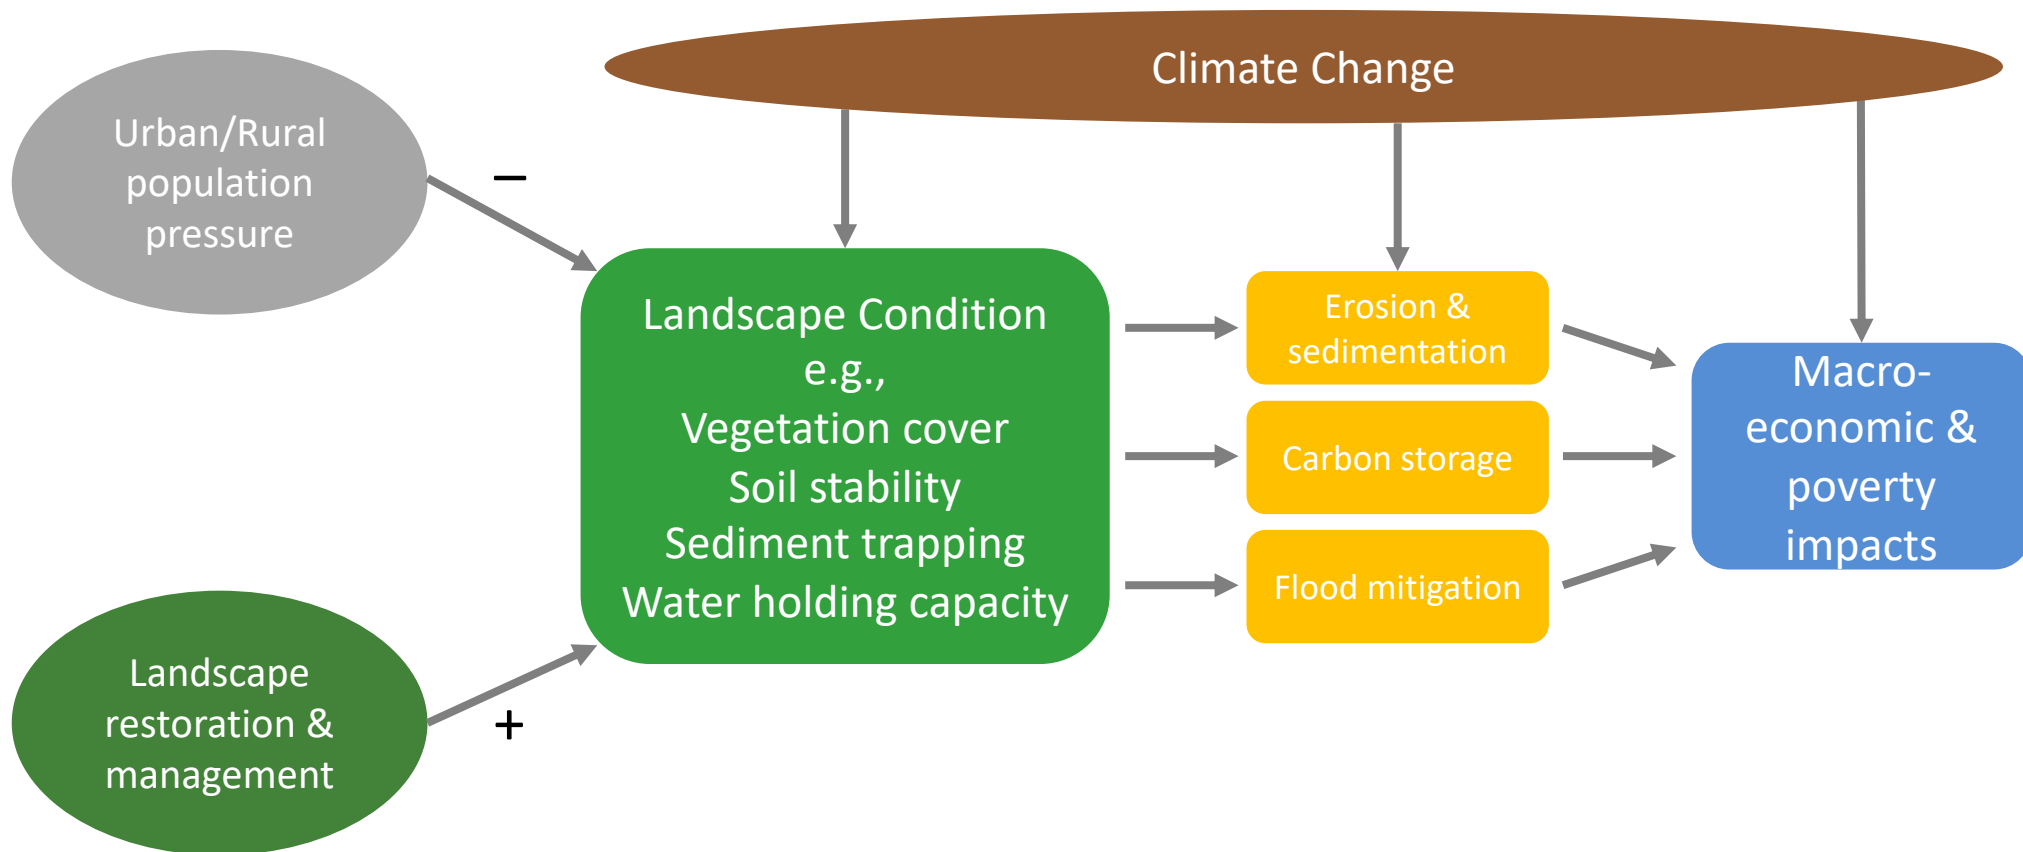 Climate Change
Urban/Rural
population
pressure
–
Landscape Condition
e.g.,
Vegetation cover
Soil stability
Sediment trapping
Water holding capacity
Erosion &
sedimentation
Carbon storage
Flood mitigation
Macro-
economic &
poverty
impacts
Landscape
restoration &
management
+